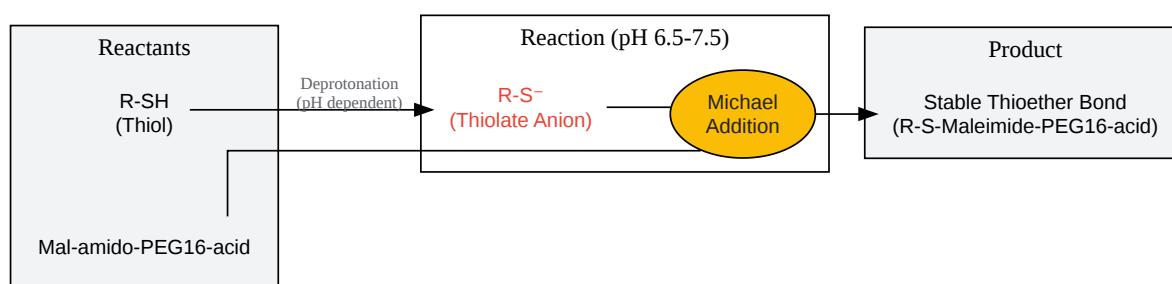 Reactants
R-SH
(Thiol)
Mal-amido-PEG16-acid
Deprotonation
(pH dependent)
Reaction (pH 6.5-7.5)
R-S⁻
(Thiolate Anion)
Michael
Addition
Product
Stable Thioether Bond
(R-S-Maleimide-PEG16-acid)